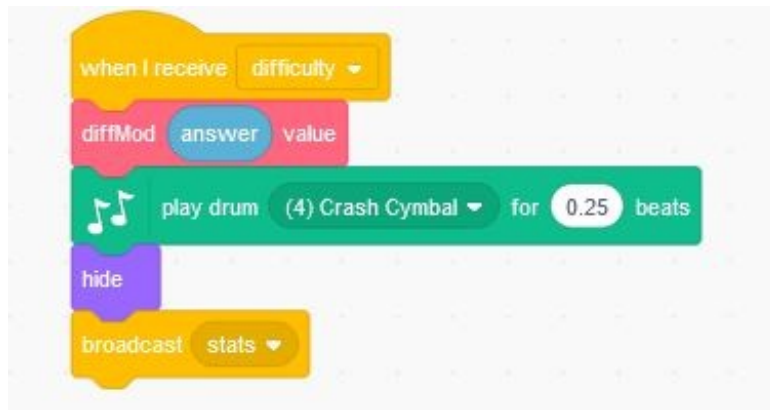 when I receive difficulty
diffMod answer value
play drum (4) Crash Cymbal for 0.25 beats
hide
broadcast stats